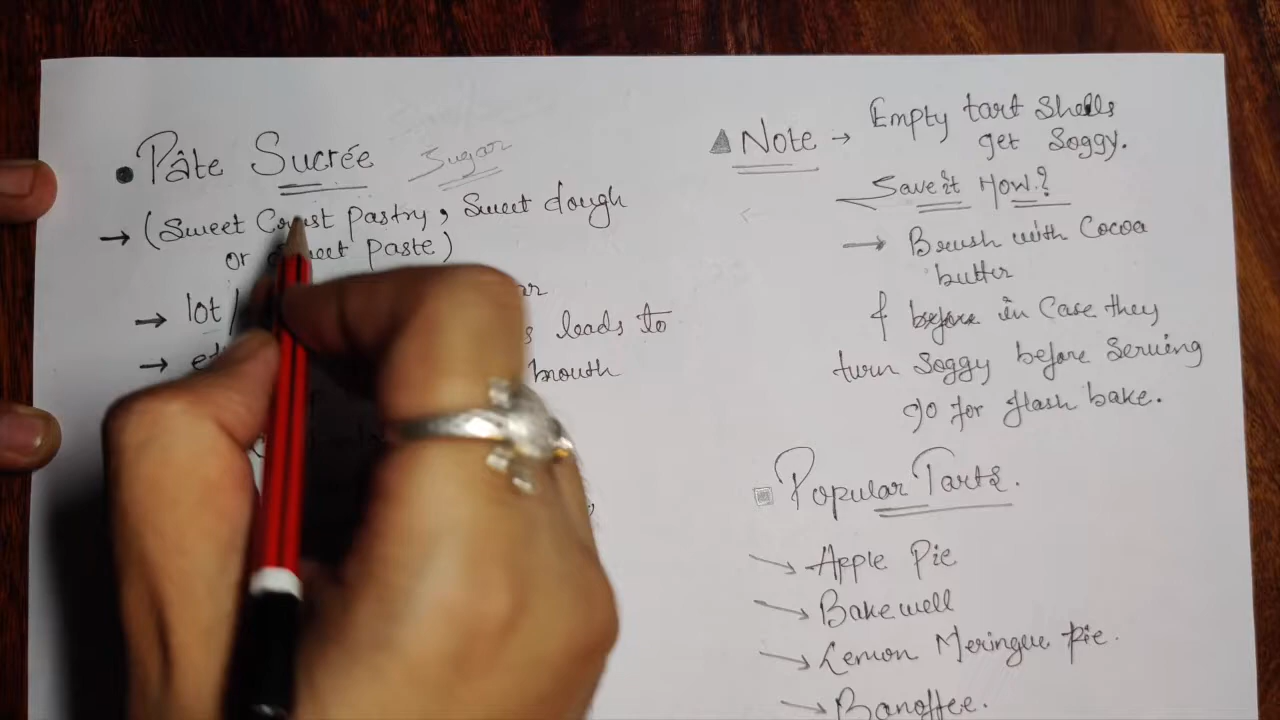 Pâte Sucrée Sugar
(Sweet Crust pastry, Sweet dough
or Sweet paste)
lot
leads to
mouth
Note → Empty tart Shells
get Soggy.
Save it How?
→ Brush with Cocoa
butter
& before in Case they
turn Soggy before Serving
go for flash bake.
Popular Tarts.
Apple Pie
Bakewell
Lemon Meringue Pie.
Banoffee.